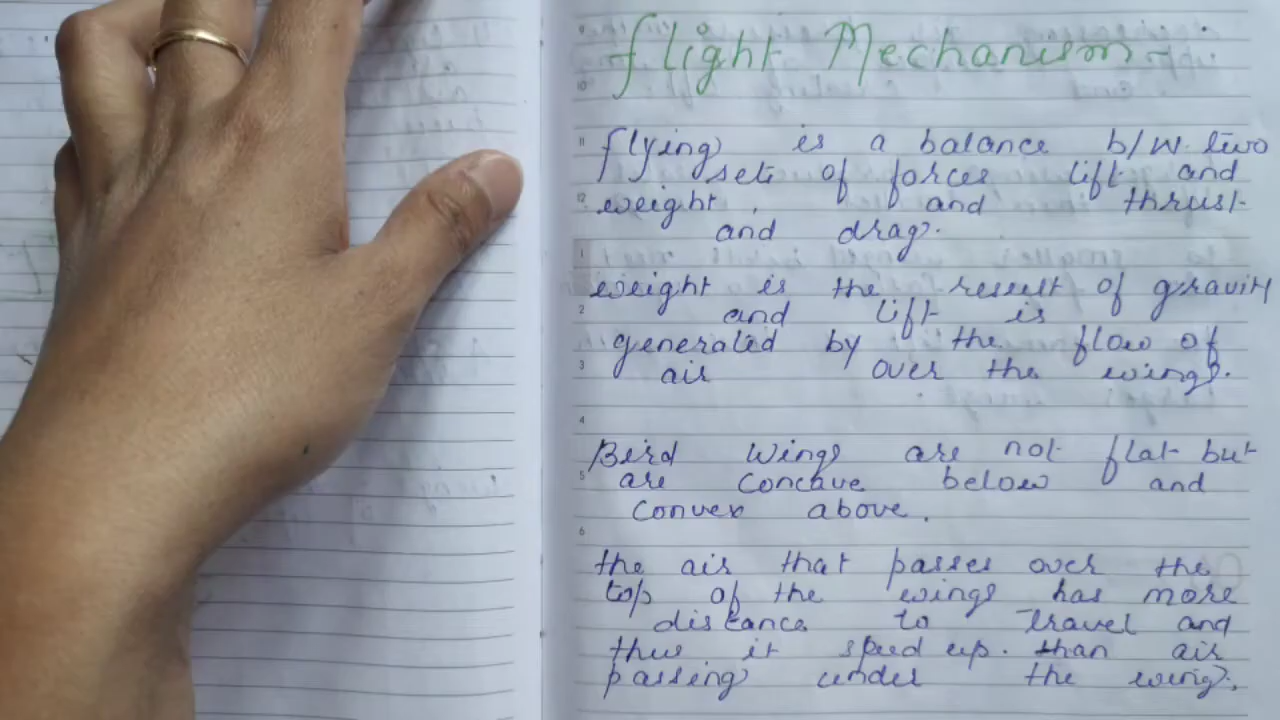 flight Mechanism -
flying is a balance b/w. two
sets of forces lift and
weight . and thrust
and drag.
weight is the result of gravity
and lift is
generated by the flow of
air over the wings.
Bird wings are not flat but
are concave below and
convex above.
the air that passes over the
top of the wings has more
distance to travel and
thus it speed up. than air
passing under the wing.